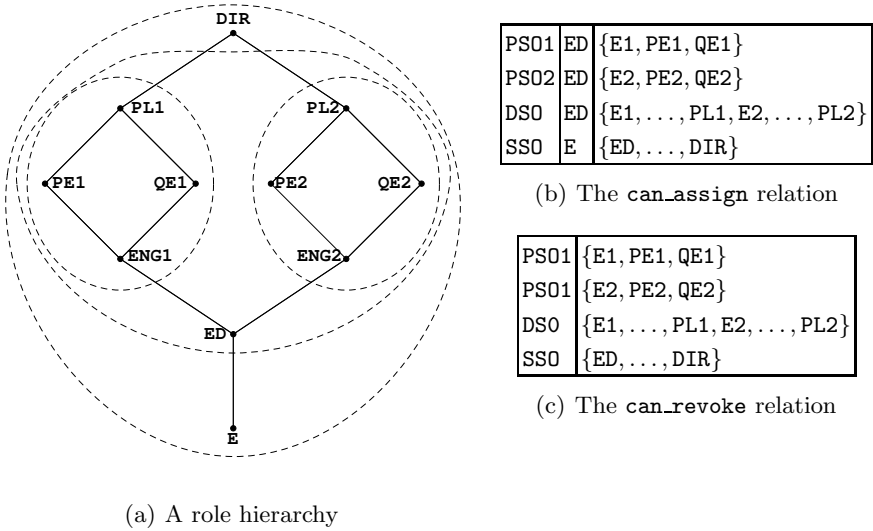 DIR
PL1 PL2
PE1 QE1 PE2 QE2
ENG1 ENG2
ED
E
(a) A role hierarchy
PSO1 ED {E1, PE1, QE1}
PSO2 ED {E2, PE2, QE2}
DSO ED {E1, ..., PL1, E2, ..., PL2}
SSO E {ED, ..., DIR}
(b) The can_assign relation
PSO1 {E1, PE1, QE1}
PSO1 {E2, PE2, QE2}
DSO {E1, ..., PL1, E2, ..., PL2}
SSO {ED, ..., DIR}
(c) The can_revoke relation